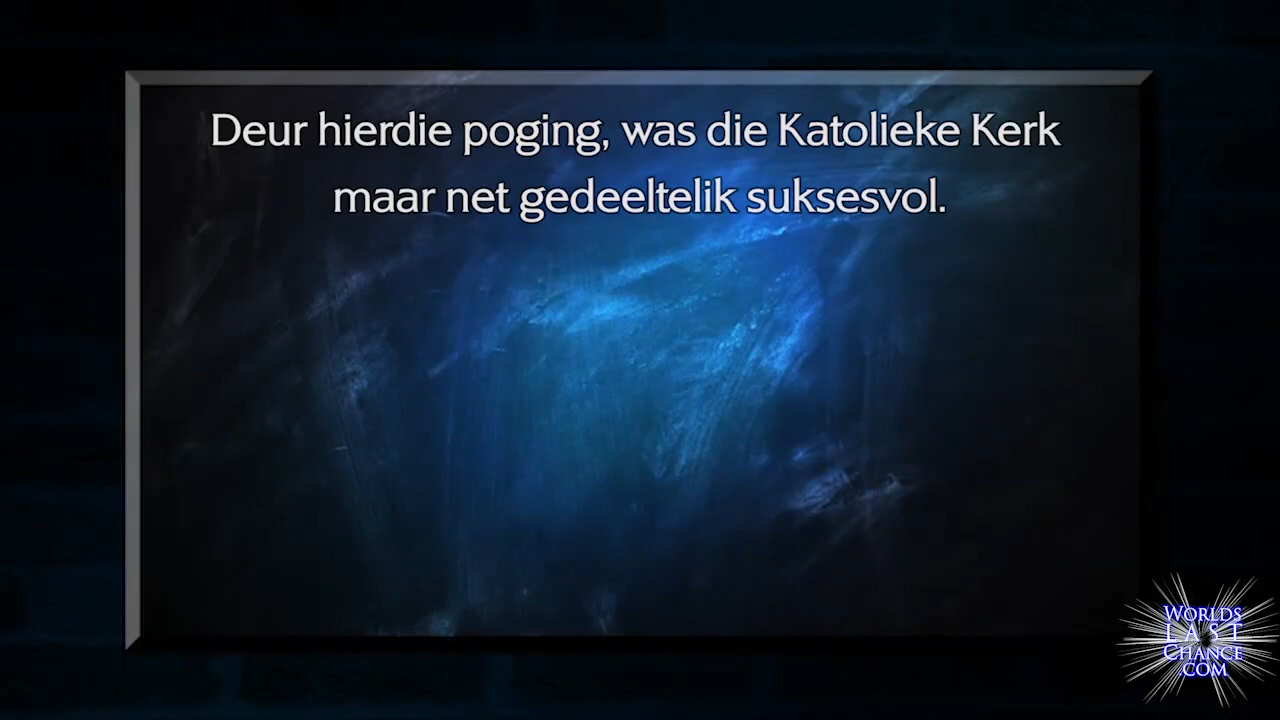 Deur hierdie poging, was die Katolieke Kerk
maar net gedeeltelik suksesvol.
WORLDS
LAST
CHANCE
.COM